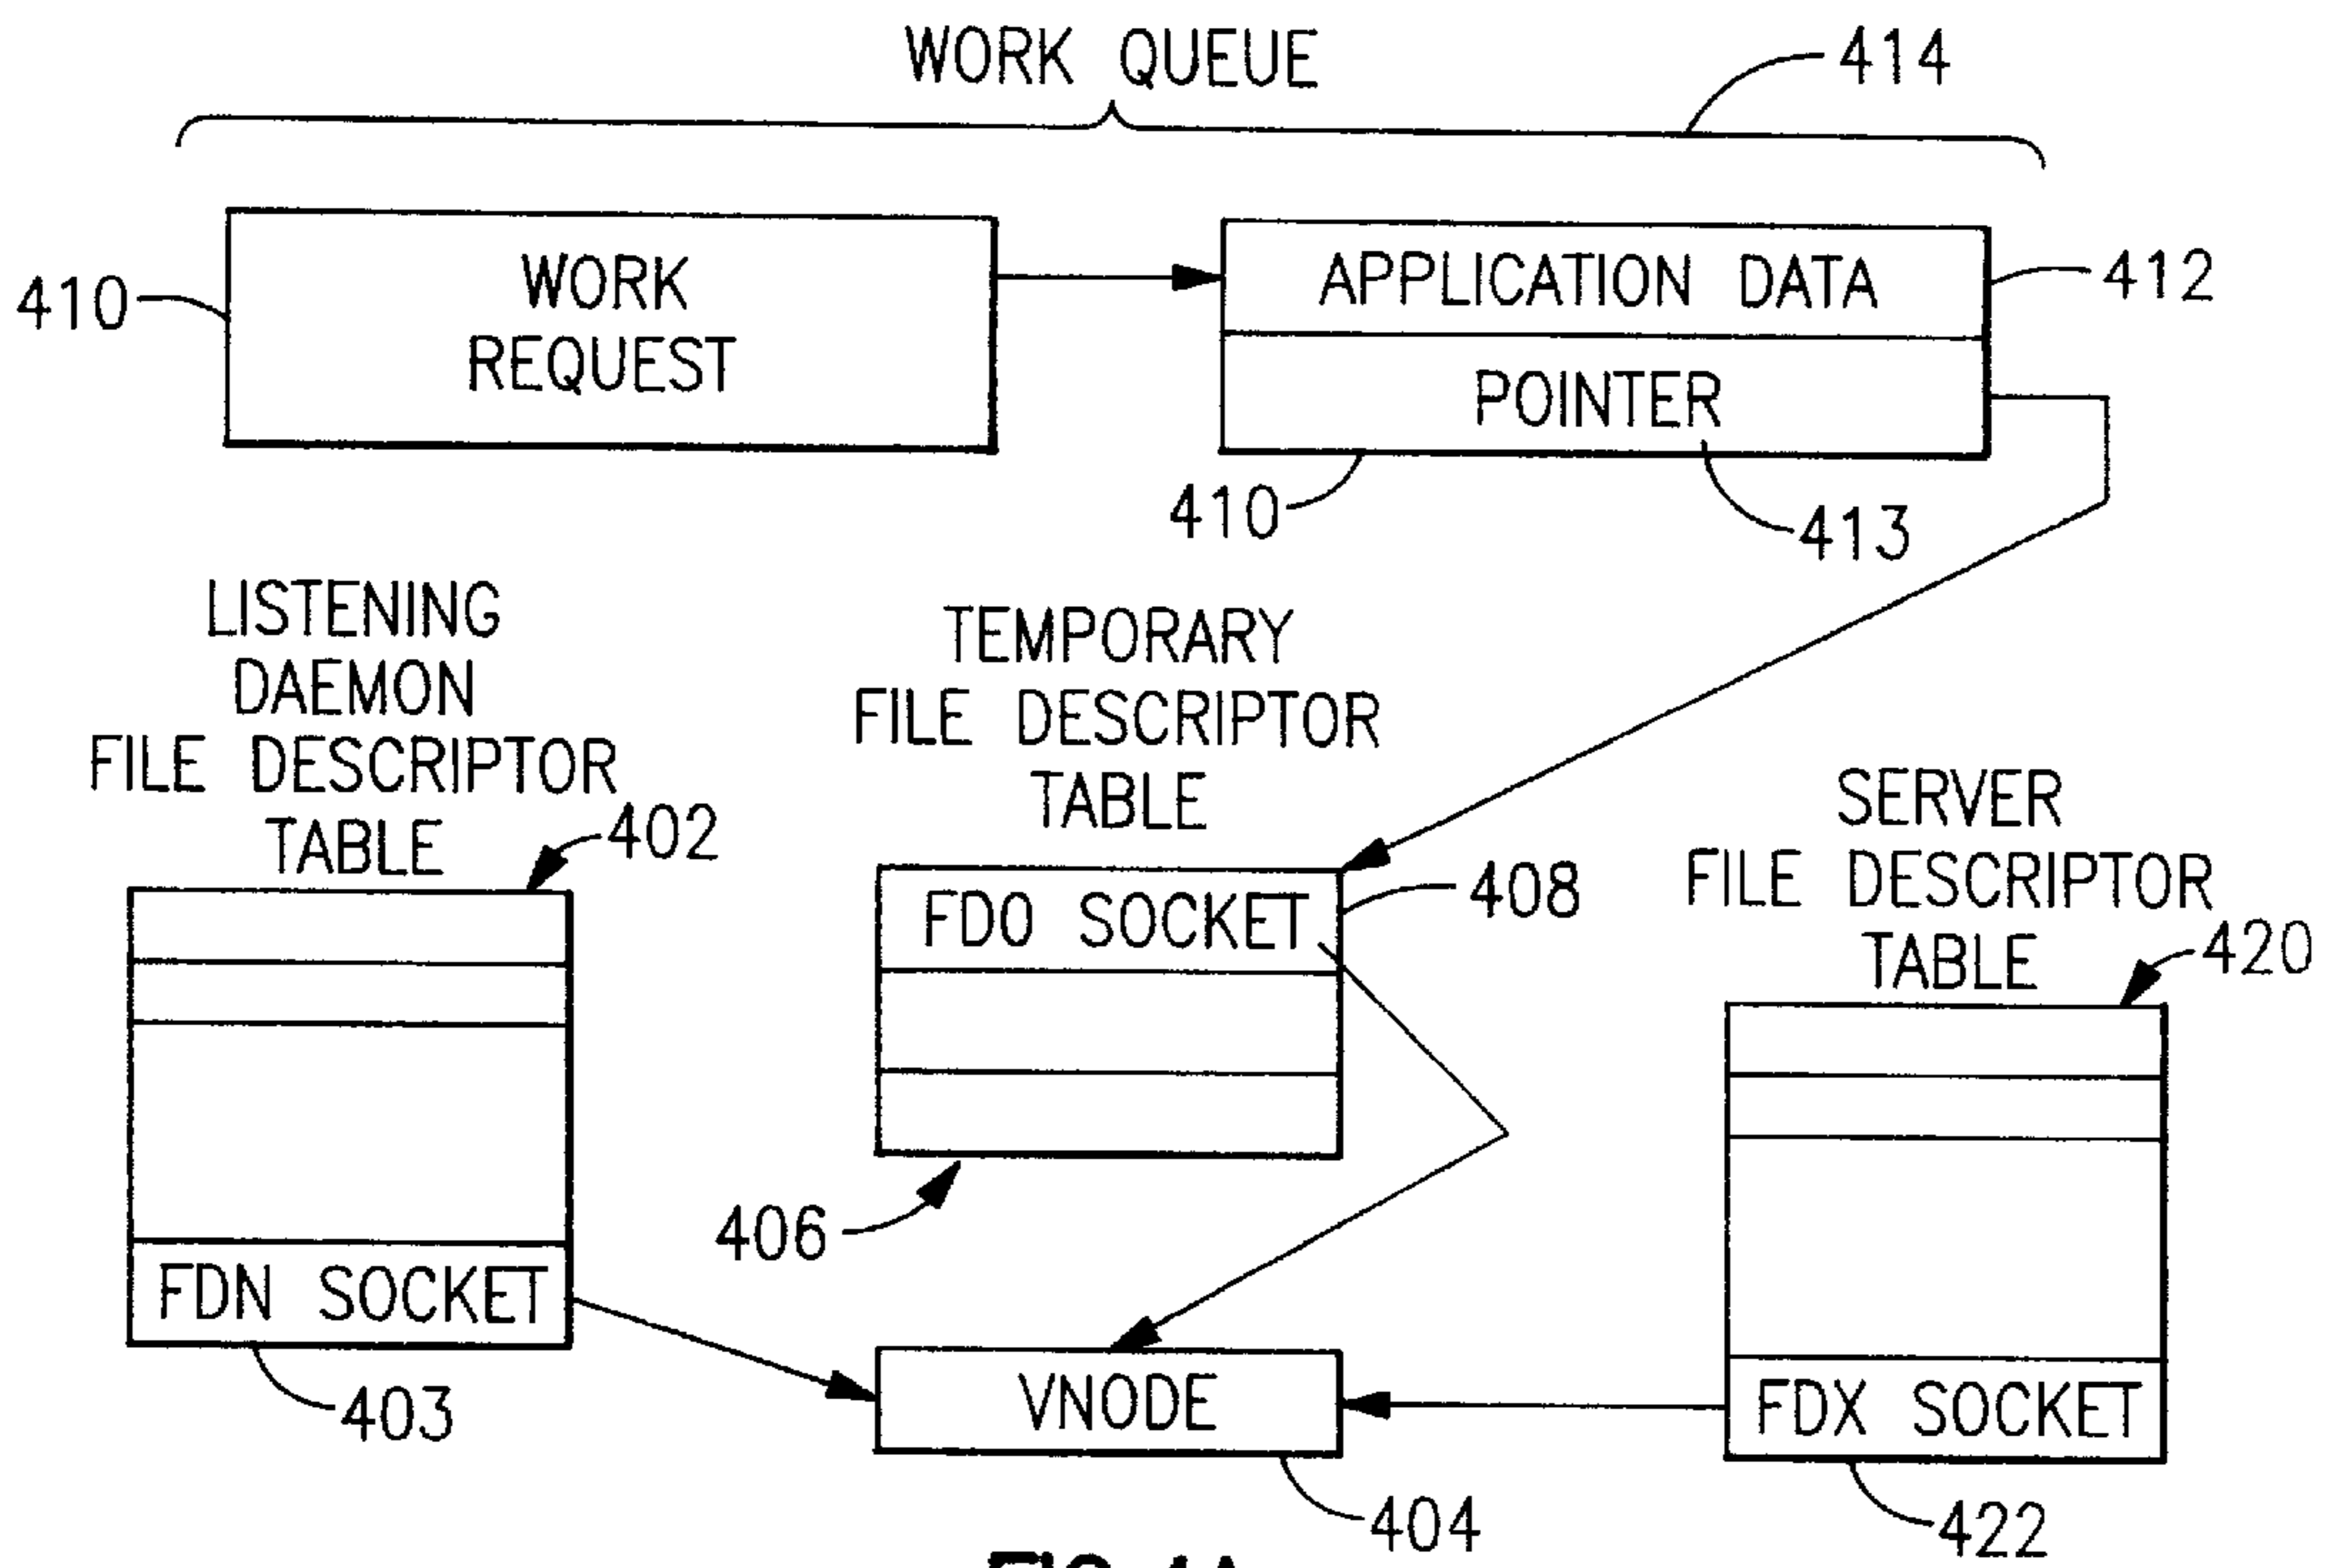 WORK QUEUE
414
WORK
REQUEST
410
APPLICATION DATA
412
POINTER
410
413
LISTENING
DAEMON
FILE DESCRIPTOR
TABLE
402
TEMPORARY
FILE DESCRIPTOR
TABLE
SERVER
FILE DESCRIPTOR
TABLE
420
FD0 SOCKET
408
406
FDN SOCKET
403
VNODE
404
FDX SOCKET
422